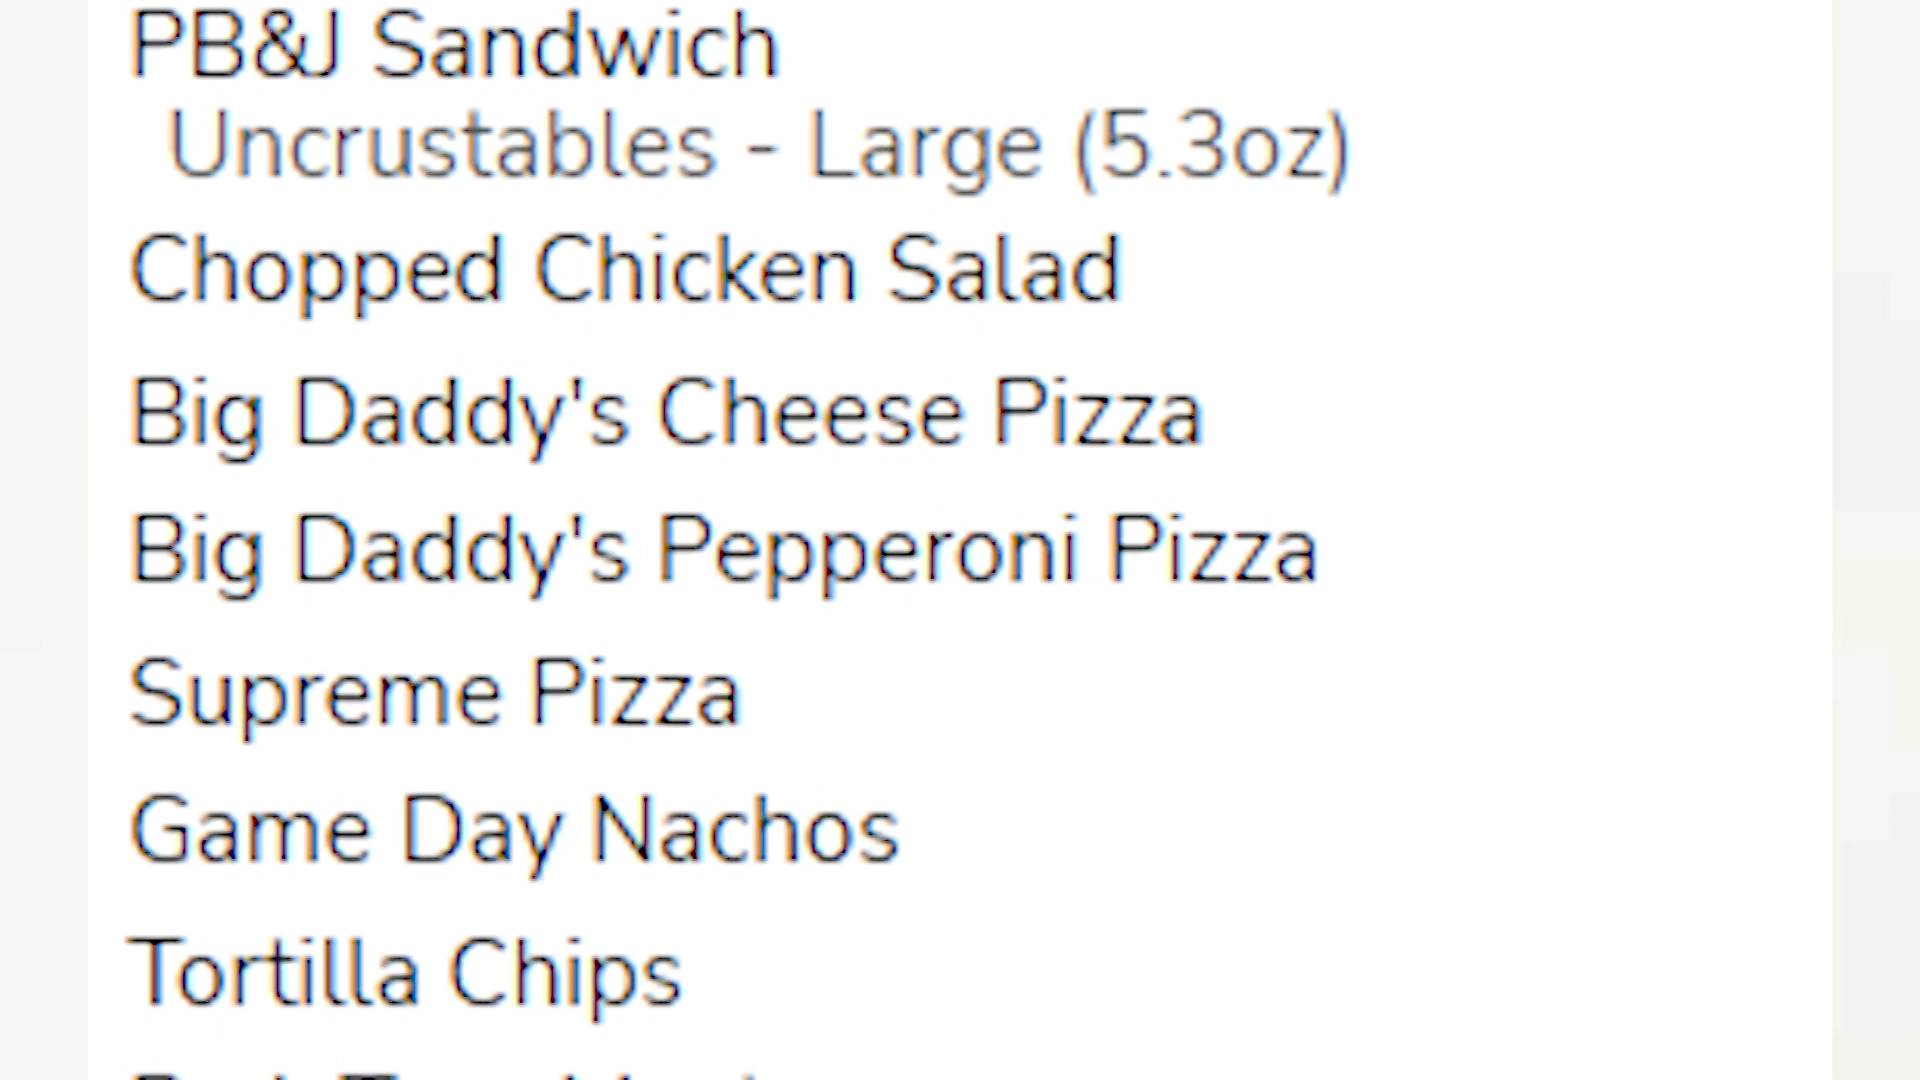 PB&J Sandwich
Uncrustables - Large (5.3oz)
Chopped Chicken Salad
Big Daddy's Cheese Pizza
Big Daddy's Pepperoni Pizza
Supreme Pizza
Game Day Nachos
Tortilla Chips